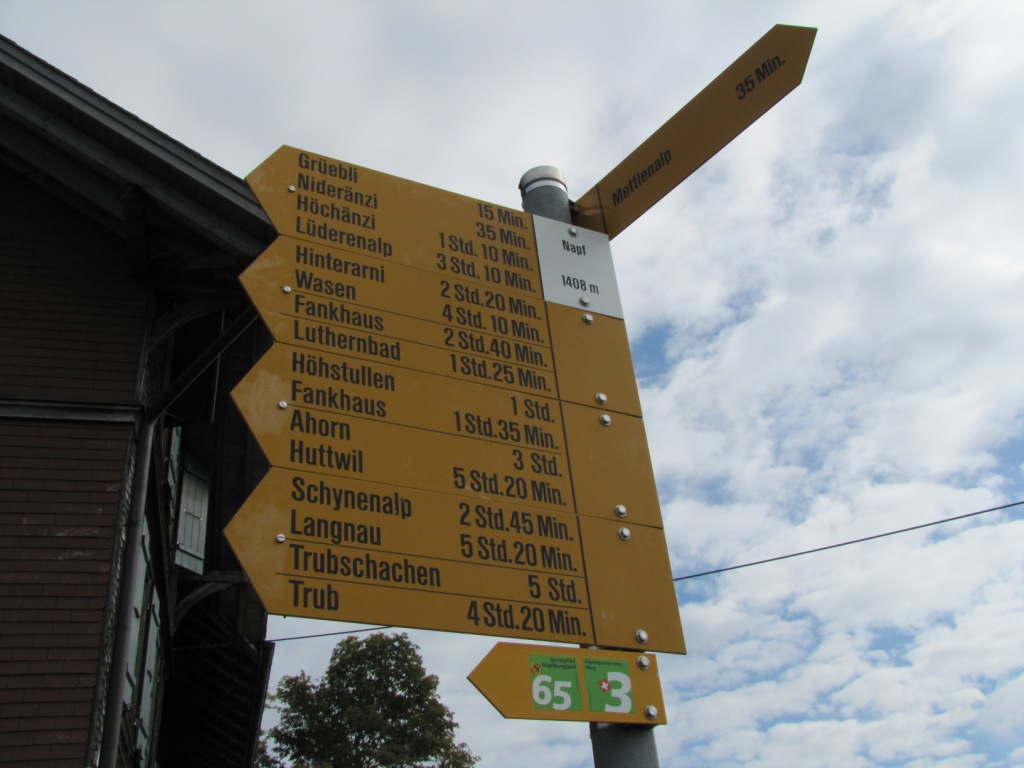 Mettlenalp 35 Min.
Napf
1408 m
Grüebli 15 Min.
Nideränzi 35 Min.
Höchänzi 1 Std. 10 Min.
Lüderenalp 3 Std. 10 Min.
Hinterarni 2 Std. 20 Min.
Wasen 4 Std. 10 Min.
Fankhaus 2 Std. 40 Min.
Luthernbad 1 Std. 25 Min.
Höhstullen 1 Std.
Fankhaus 1 Std. 35 Min.
Ahorn 3 Std.
Huttwil 5 Std. 20 Min.
Schynenalp 2 Std. 45 Min.
Langnau 5 Std. 20 Min.
Trubschachen 5 Std.
Trub 4 Std. 20 Min.
Grenzpfad Napfbergland
65
Alpenpanorama Weg
3